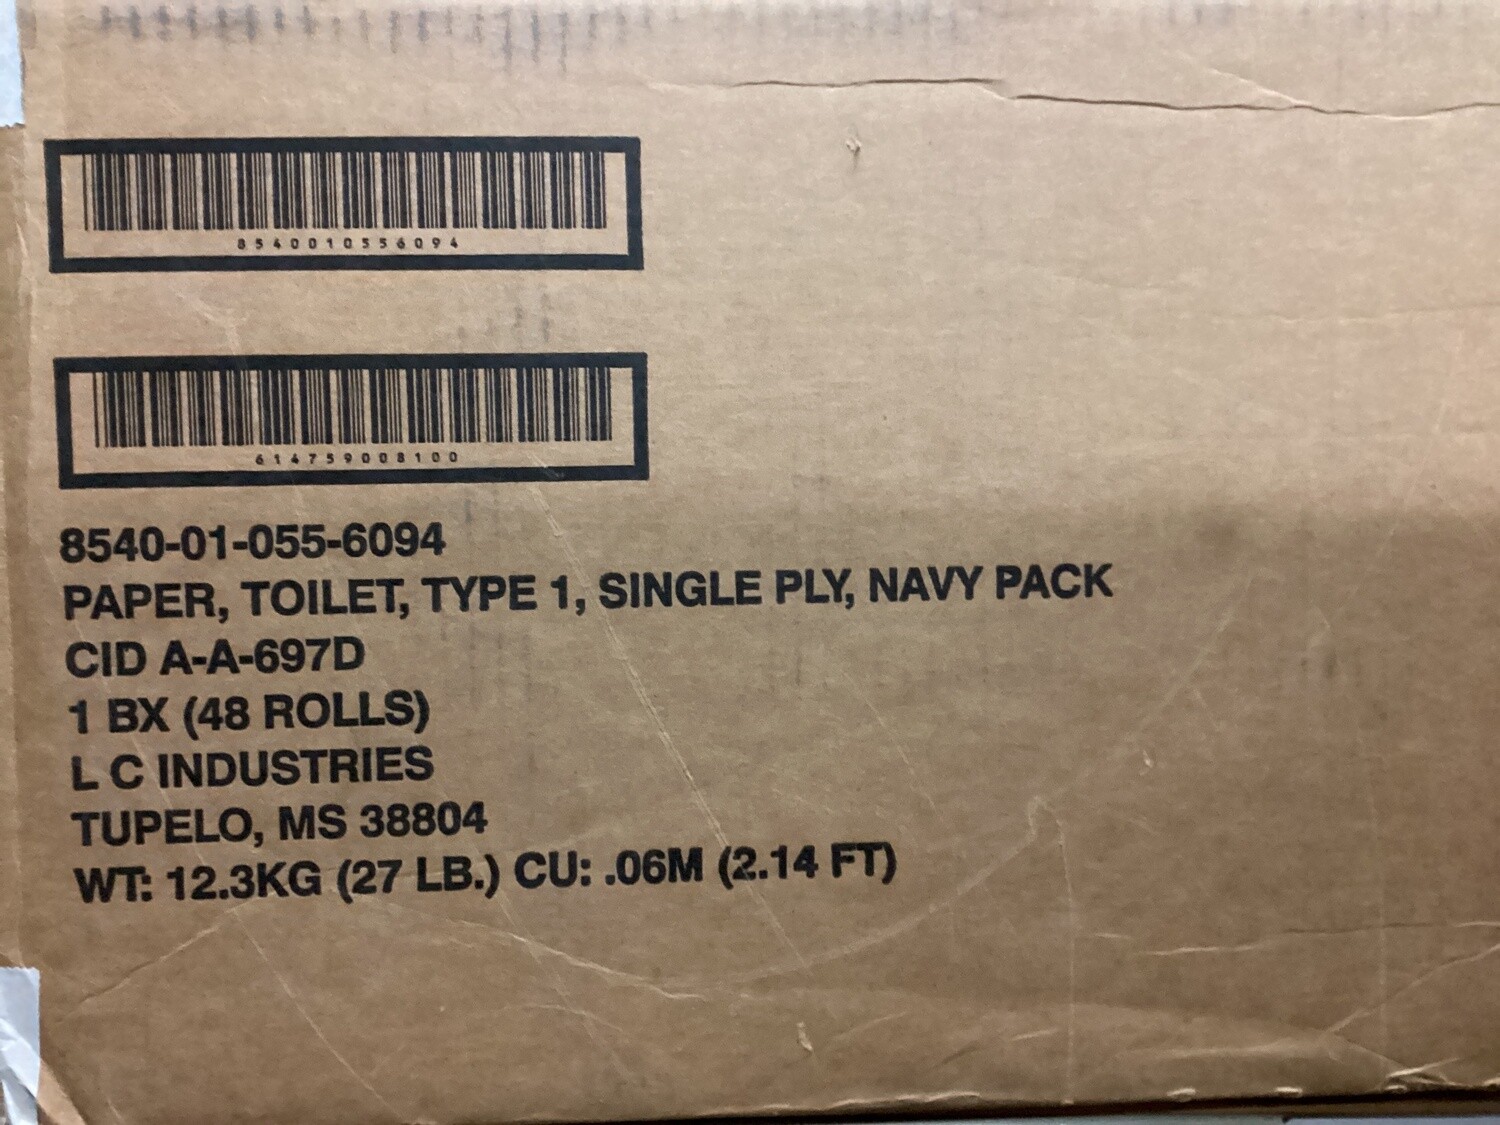 8540010556094
614759008100
8540-01-055-6094
PAPER, TOILET, TYPE 1, SINGLE PLY, NAVY PACK
CID A-A-697D
1 BX (48 ROLLS)
L C INDUSTRIES
TUPELO, MS 38804
WT: 12.3KG (27 LB.) CU: .06M (2.14 FT)